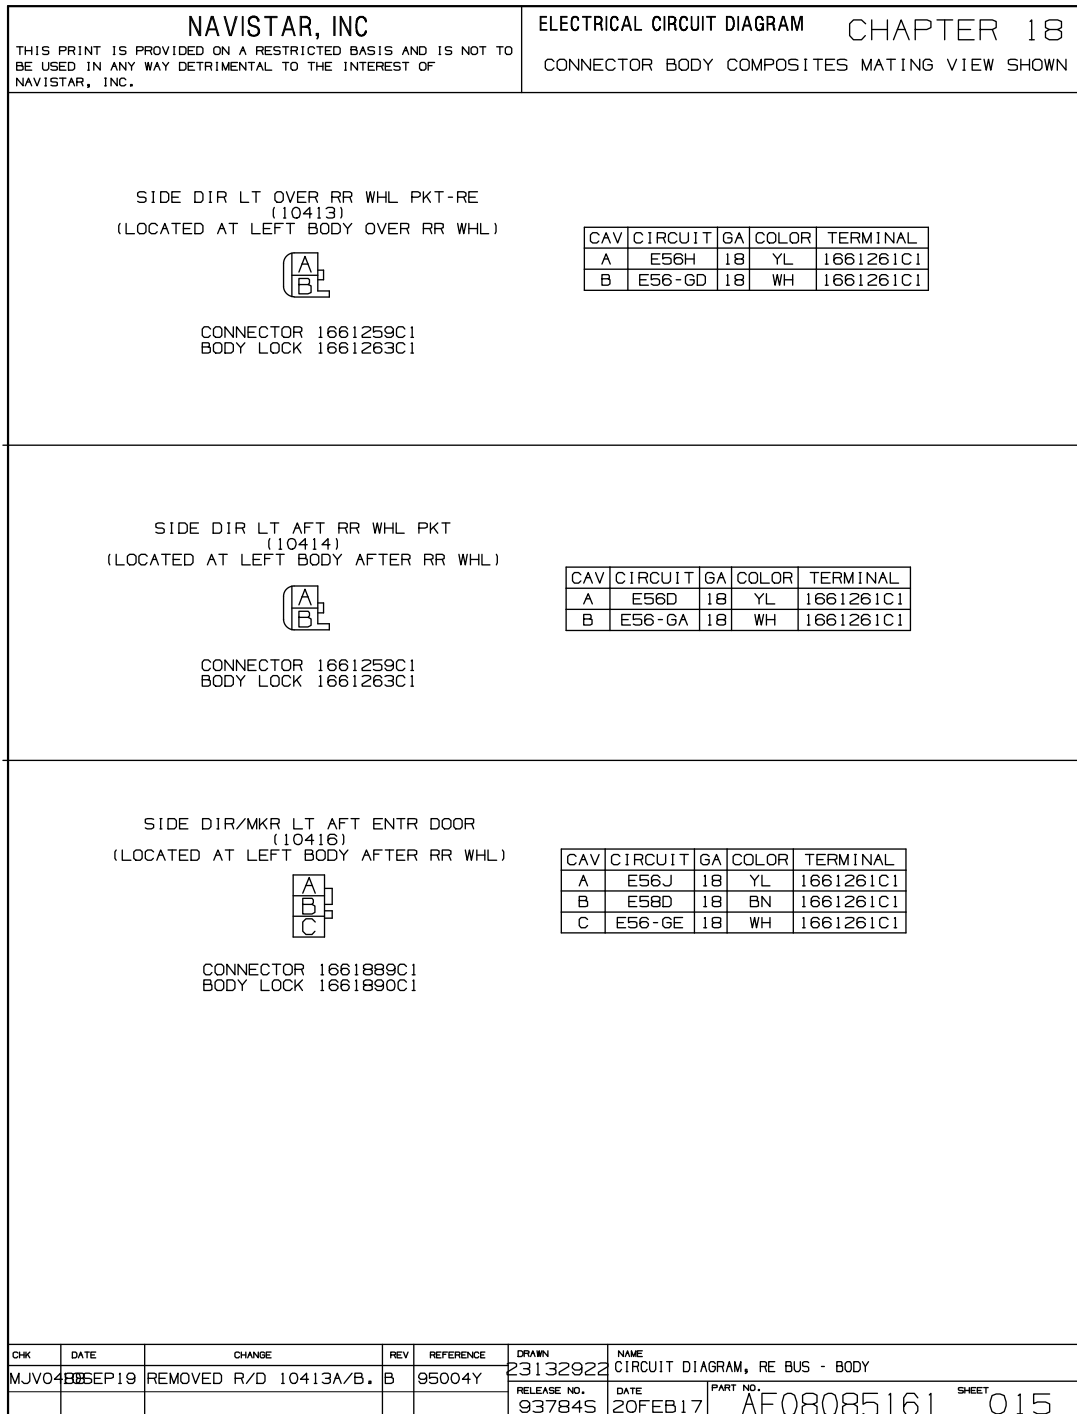 NAVISTAR, INC
THIS PRINT IS PROVIDED ON A RESTRICTED BASIS AND IS NOT TO
BE USED IN ANY WAY DETRIMENTAL TO THE INTEREST OF
NAVISTAR, INC.
ELECTRICAL CIRCUIT DIAGRAM CHAPTER 18
CONNECTOR BODY COMPOSITES MATING VIEW SHOWN
SIDE DIR LT OVER RR WHL PKT-RE
(10413)
(LOCATED AT LEFT BODY OVER RR WHL)
A
B
CONNECTOR 1661259C1
BODY LOCK 1661263C1
CAV CIRCUIT GA COLOR TERMINAL
A E56H 18 YL 1661261C1
B E56-GD 18 WH 1661261C1
SIDE DIR LT AFT RR WHL PKT
(10414)
(LOCATED AT LEFT BODY AFTER RR WHL)
A
B
CONNECTOR 1661259C1
BODY LOCK 1661263C1
CAV CIRCUIT GA COLOR TERMINAL
A E56D 18 YL 1661261C1
B E56-GA 18 WH 1661261C1
SIDE DIR/MKR LT AFT ENTR DOOR
(10416)
(LOCATED AT LEFT BODY AFTER RR WHL)
A
B
C
CONNECTOR 1661889C1
BODY LOCK 1661890C1
CAV CIRCUIT GA COLOR TERMINAL
A E56J 18 YL 1661261C1
B E58D 18 BN 1661261C1
C E56-GE 18 WH 1661261C1
CHK DATE CHANGE REV REFERENCE
REMOVED R/D 10413A/B. B 95004Y
DRAWN
23132922
NAME
CIRCUIT DIAGRAM, RE BUS - BODY
RELEASE NO.
93784S
DATE
20FEB17
PART NO.
AF08085161
SHEET
015